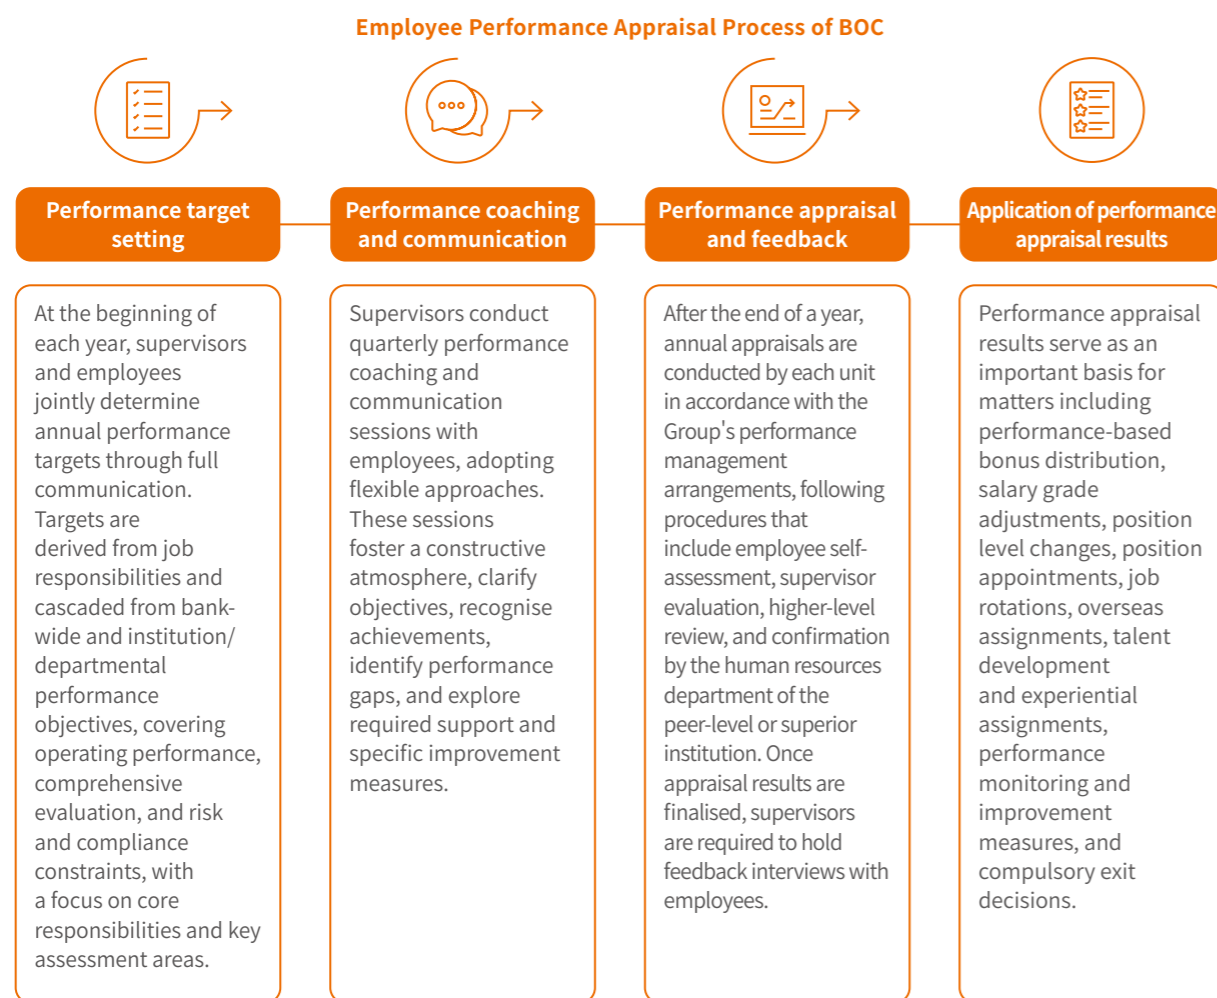 Employee Performance Appraisal Process of BOC
Performance target
setting
At the beginning of
each year, supervisors
and employees
jointly determine
annual performance
targets through full
communication.
Targets are
derived from job
responsibilities and
cascaded from bank-
wide and institution/
departmental
performance
objectives, covering
operating performance,
comprehensive
evaluation, and risk
and compliance
constraints, with
a focus on core
responsibilities and key
assessment areas.
Performance coaching
and communication
Supervisors conduct
quarterly performance
coaching and
communication
sessions with
employees, adopting
flexible approaches.
These sessions
foster a constructive
atmosphere, clarify
objectives, recognise
achievements,
identify performance
gaps, and explore
required support and
specific improvement
measures.
Performance appraisal
and feedback
After the end of a year,
annual appraisals are
conducted by each unit
in accordance with the
Group's performance
management
arrangements, following
procedures that
include employee self-
assessment, supervisor
evaluation, higher-level
review, and confirmation
by the human resources
department of the
peer-level or superior
institution. Once
appraisal results are
finalised, supervisors
are required to hold
feedback interviews with
employees.
Application of performance
appraisal results
Performance appraisal
results serve as an
important basis for
matters including
performance-based
bonus distribution,
salary grade
adjustments, position
level changes, position
appointments, job
rotations, overseas
assignments, talent
development
and experiential
assignments,
performance
monitoring and
improvement
measures, and
compulsory exit
decisions.